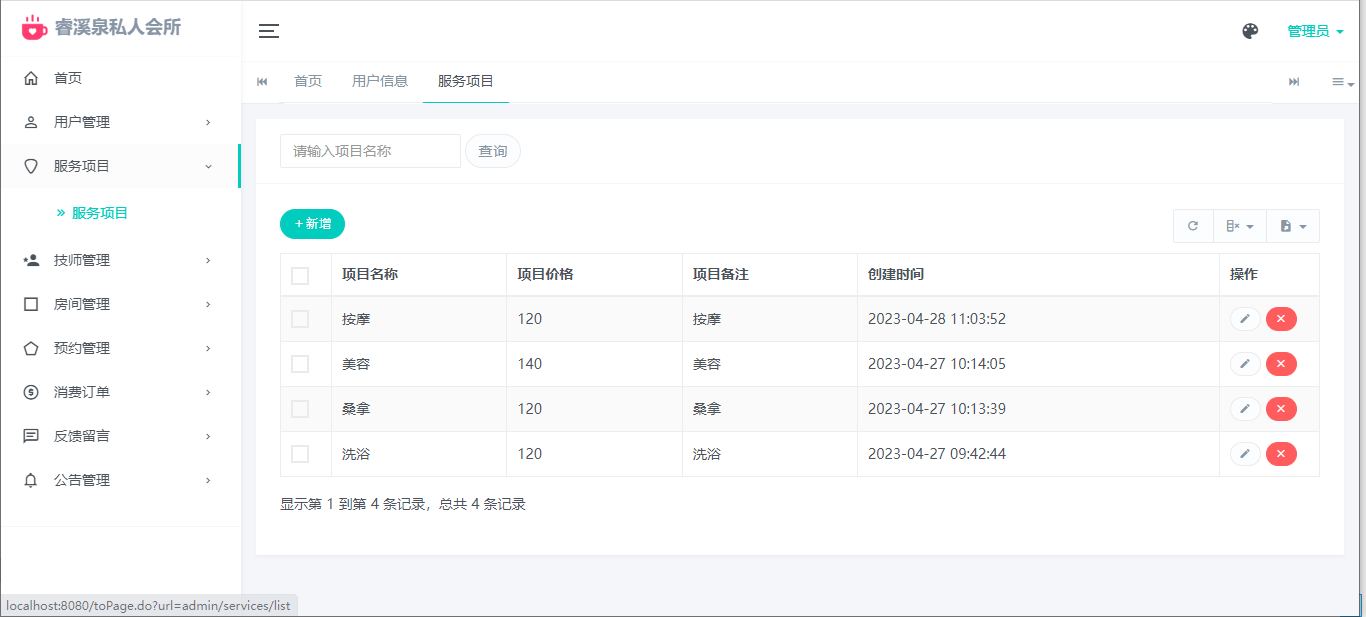 睿溪泉私人会所
管理员
首页
用户管理
服务项目
服务项目
技师管理
房间管理
预约管理
消费订单
反馈留言
公告管理
首页 用户信息 服务项目
请输入项目名称 查询
+ 新增
项目名称 项目价格 项目备注 创建时间 操作
按摩 120 按摩 2023-04-28 11:03:52
美容 140 美容 2023-04-27 10:14:05
桑拿 120 桑拿 2023-04-27 10:13:39
洗浴 120 洗浴 2023-04-27 09:42:44
显示第 1 到第 4 条记录，总共 4 条记录
localhost:8080/toPage.do?url=admin/services/list